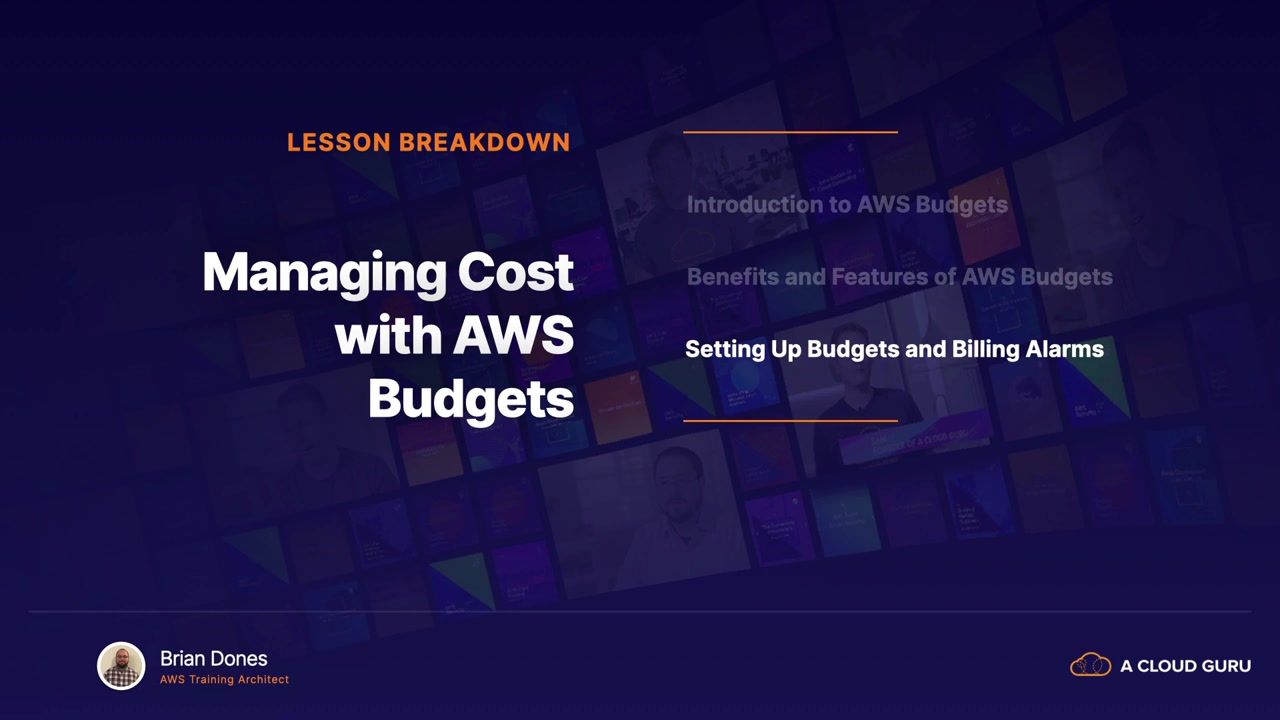 LESSON BREAKDOWN
Managing Cost
with AWS
Budgets
Introduction to AWS Budgets
Benefits and Features of AWS Budgets
Setting Up Budgets and Billing Alarms
Brian Dones
AWS Training Architect
A CLOUD GURU